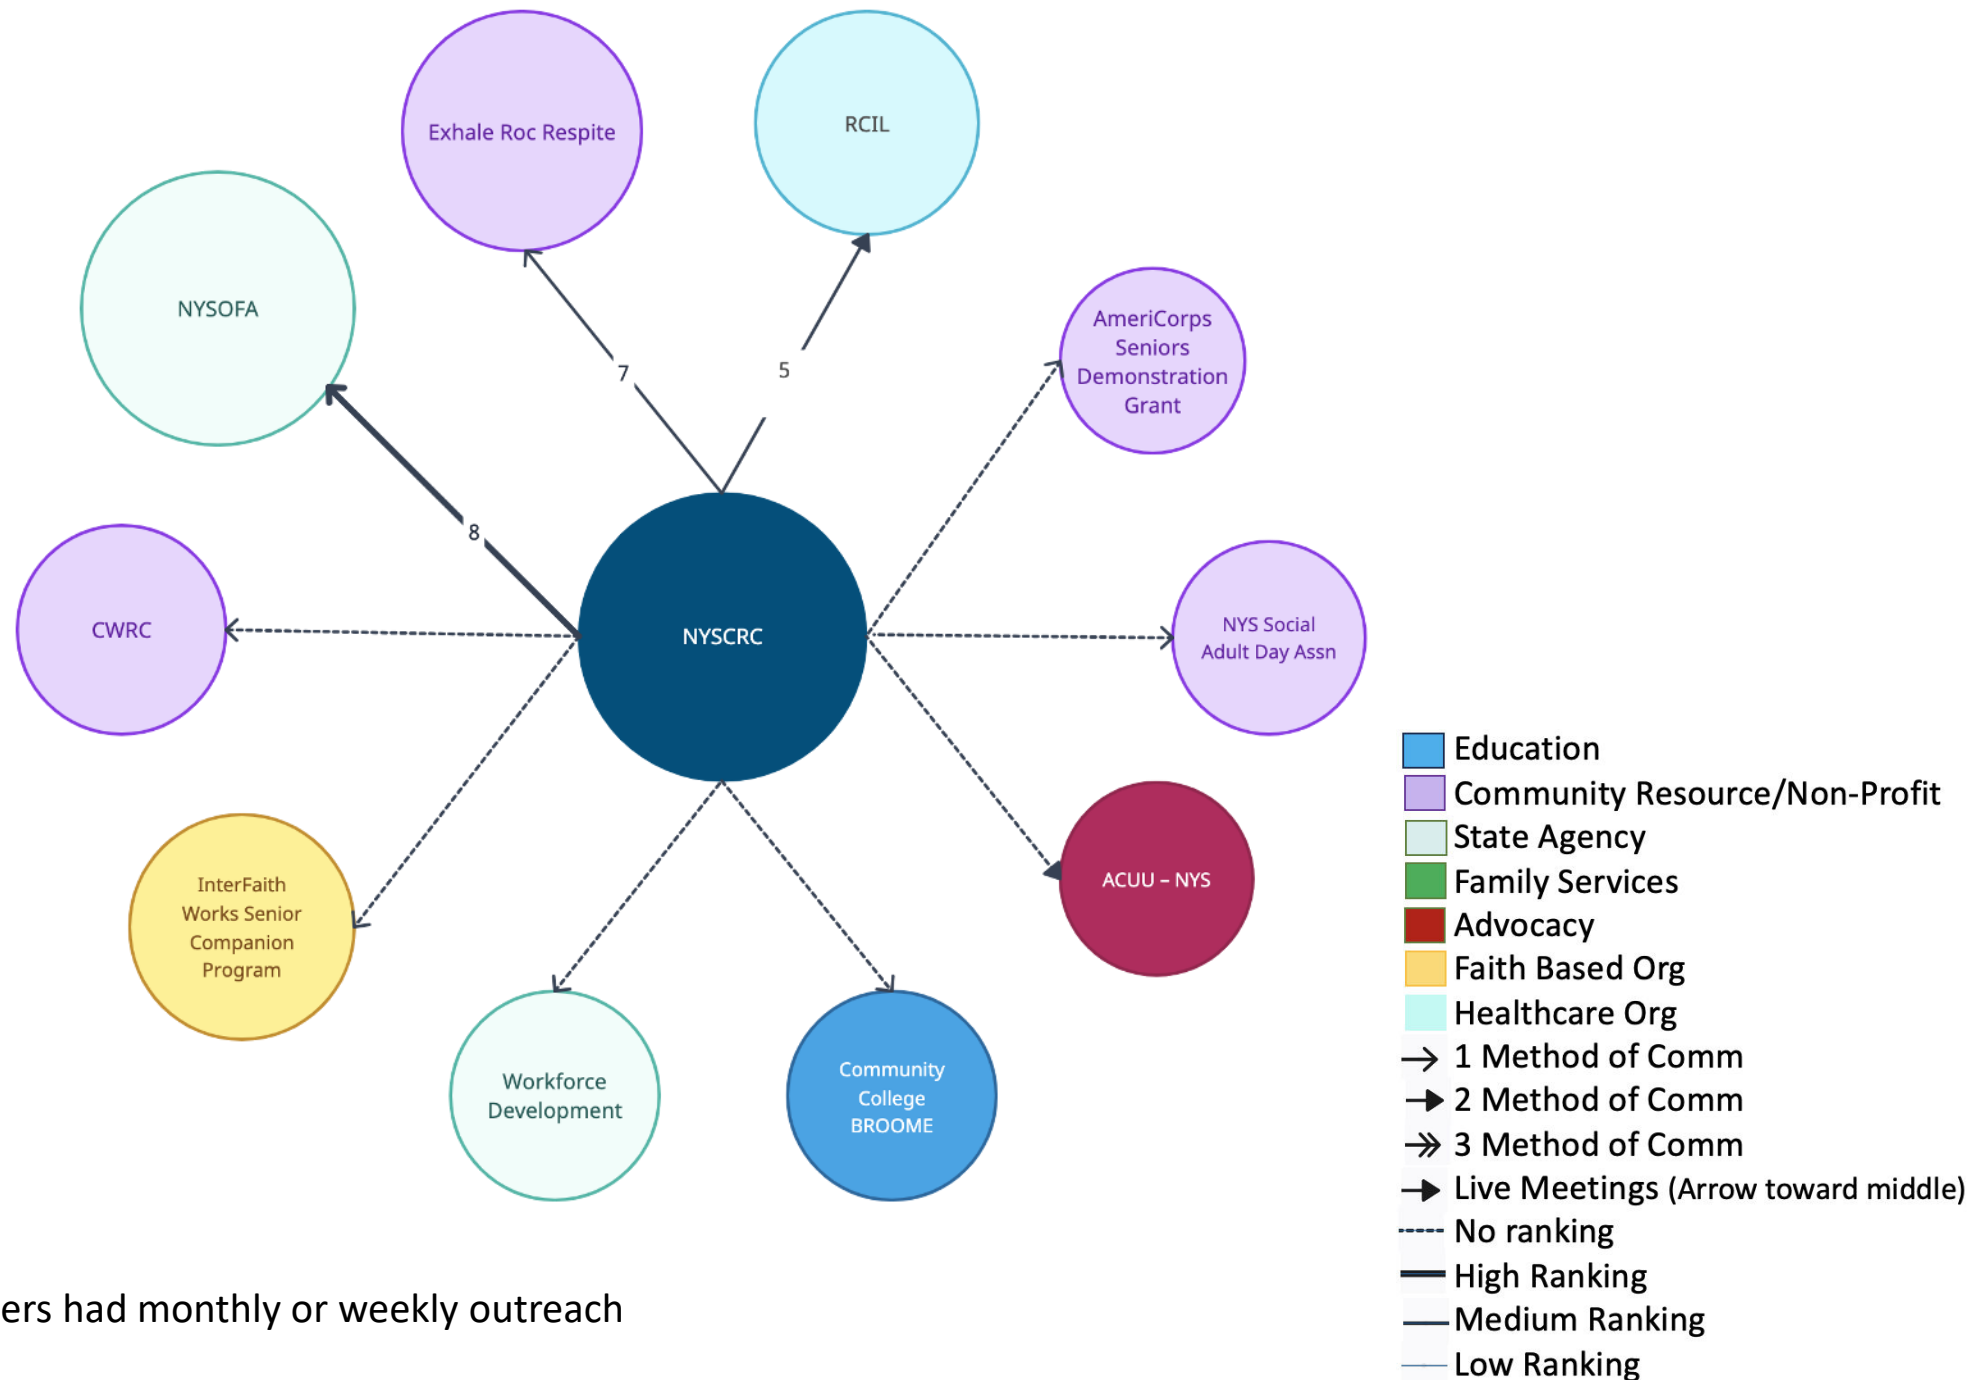 Exhale Roc Respite
RCIL
NYSOFA
AmeriCorps
Seniors
Demonstration
Grant
7
5
8
CWRC
NYSCRC
NYS Social
Adult Day Assn
InterFaith
Works Senior
Companion
Program
ACUU – NYS
Workforce
Development
Community
College
BROOME
Education
Community Resource/Non-Profit
State Agency
Family Services
Advocacy
Faith Based Org
Healthcare Org
1 Method of Comm
2 Method of Comm
3 Method of Comm
Live Meetings (Arrow toward middle)
No ranking
High Ranking
Medium Ranking
Low Ranking
ers had monthly or weekly outreach